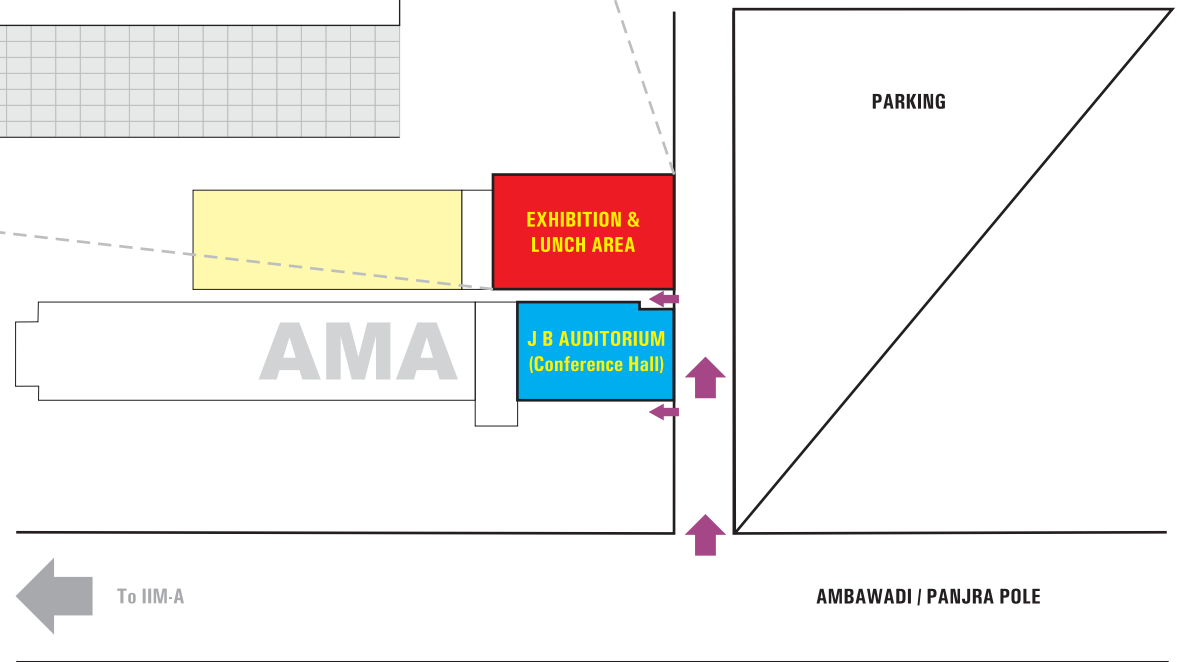 PARKING
EXHIBITION &
LUNCH AREA
AMA
J B AUDITORIUM
(Conference Hall)
To IIM-A
AMBAWADI / PANJRA POLE